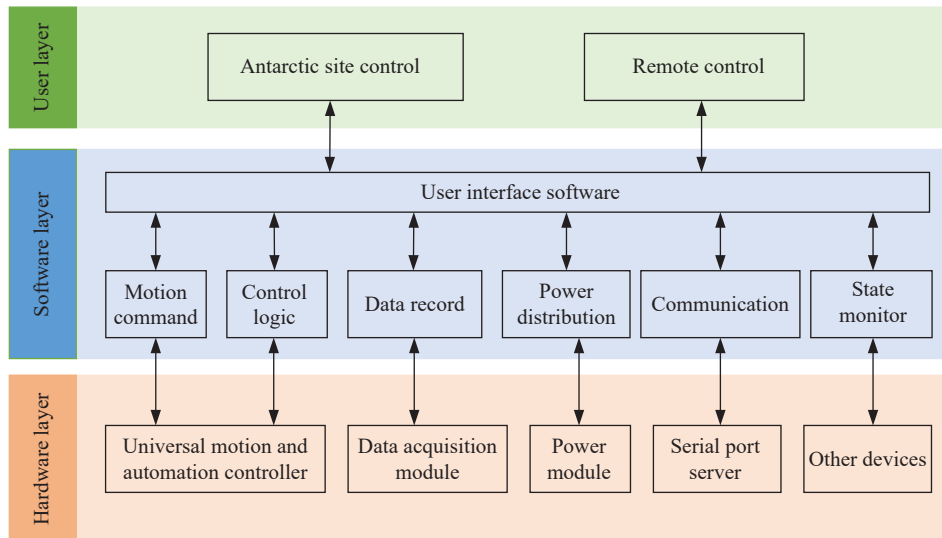 User layer
Antarctic site control
Remote control
Software layer
User interface software
Motion
command
Control
logic
Data record
Power
distribution
Communication
State
monitor
Hardware layer
Universal motion and
automation controller
Data acquisition
module
Power
module
Serial port
server
Other devices